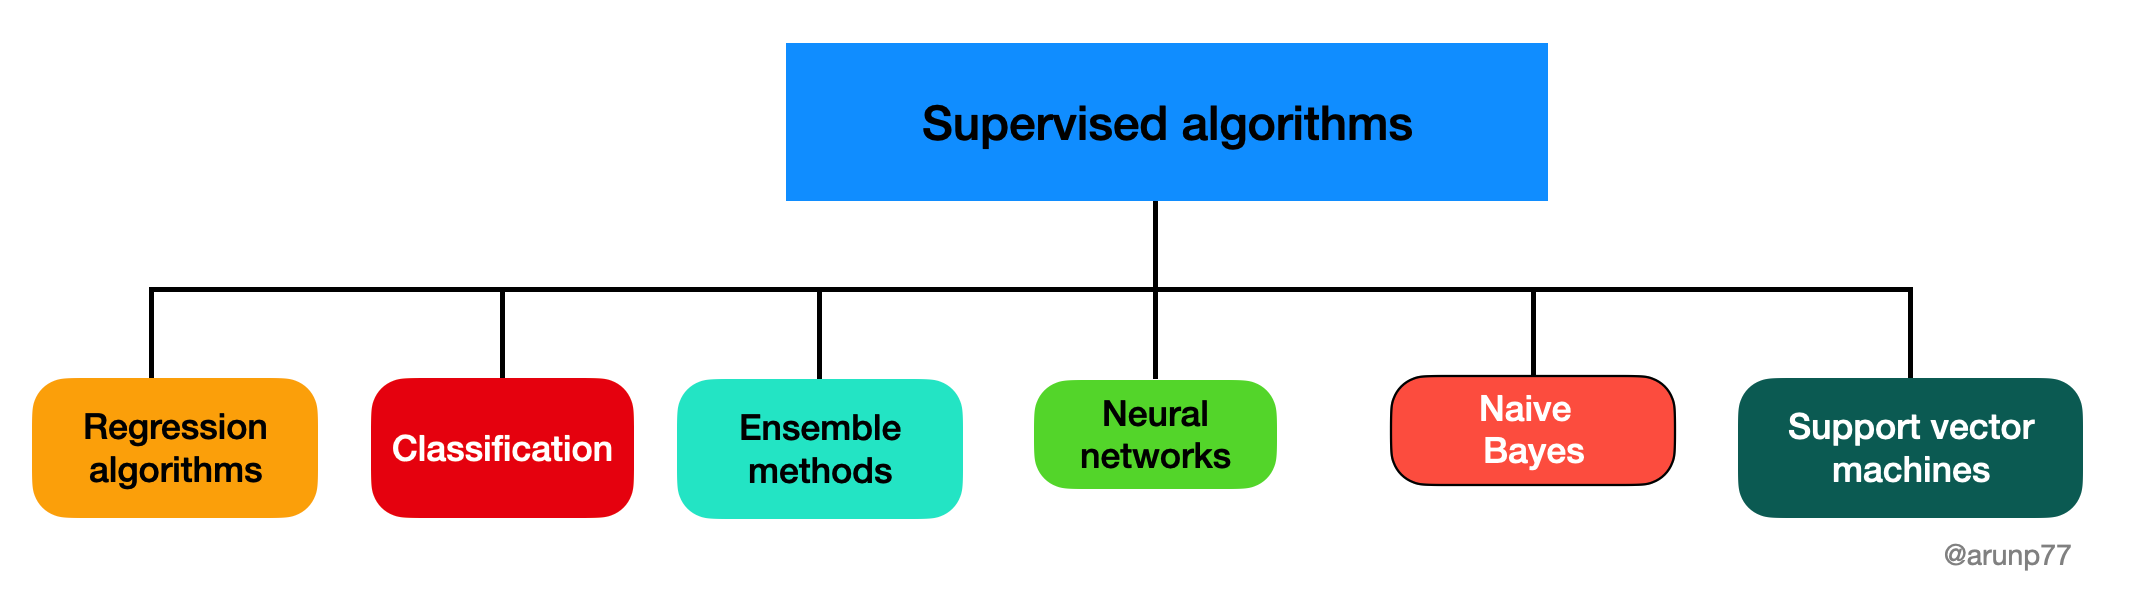 Supervised algorithms
Regression
algorithms
Classification
Ensemble
methods
Neural
networks
Naive
Bayes
Support vector
machines
@arunp77